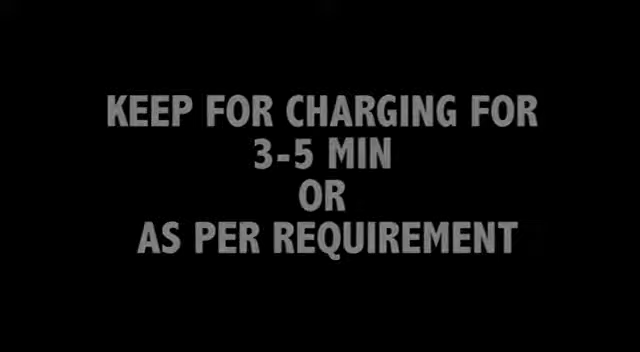 KEEP FOR CHARGING FOR
3-5 MIN
OR
AS PER REQUIREMENT